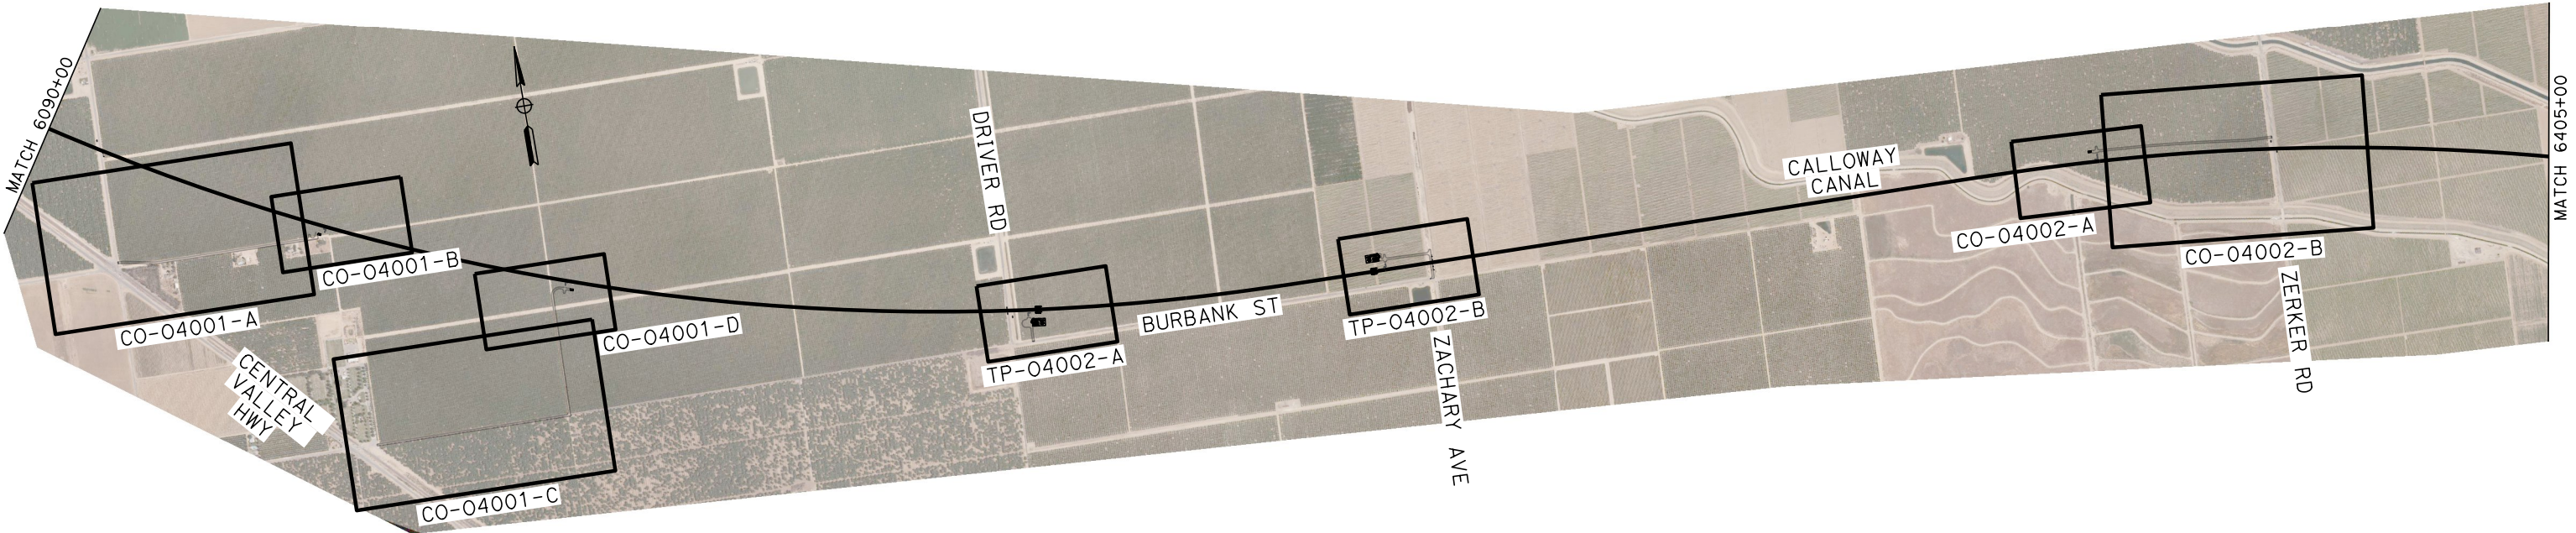 MATCH 6090+00
CO-04001-A
CO-04001-B
CENTRAL
VALLEY
HWY
CO-04001-C
CO-04001-D
DRIVER RD
TP-04002-A
BURBANK ST
TP-04002-B
ZACHARY AVE
CALLOWAY
CANAL
CO-04002-A
CO-04002-B
ZERKER RD
MATCH 6405+00